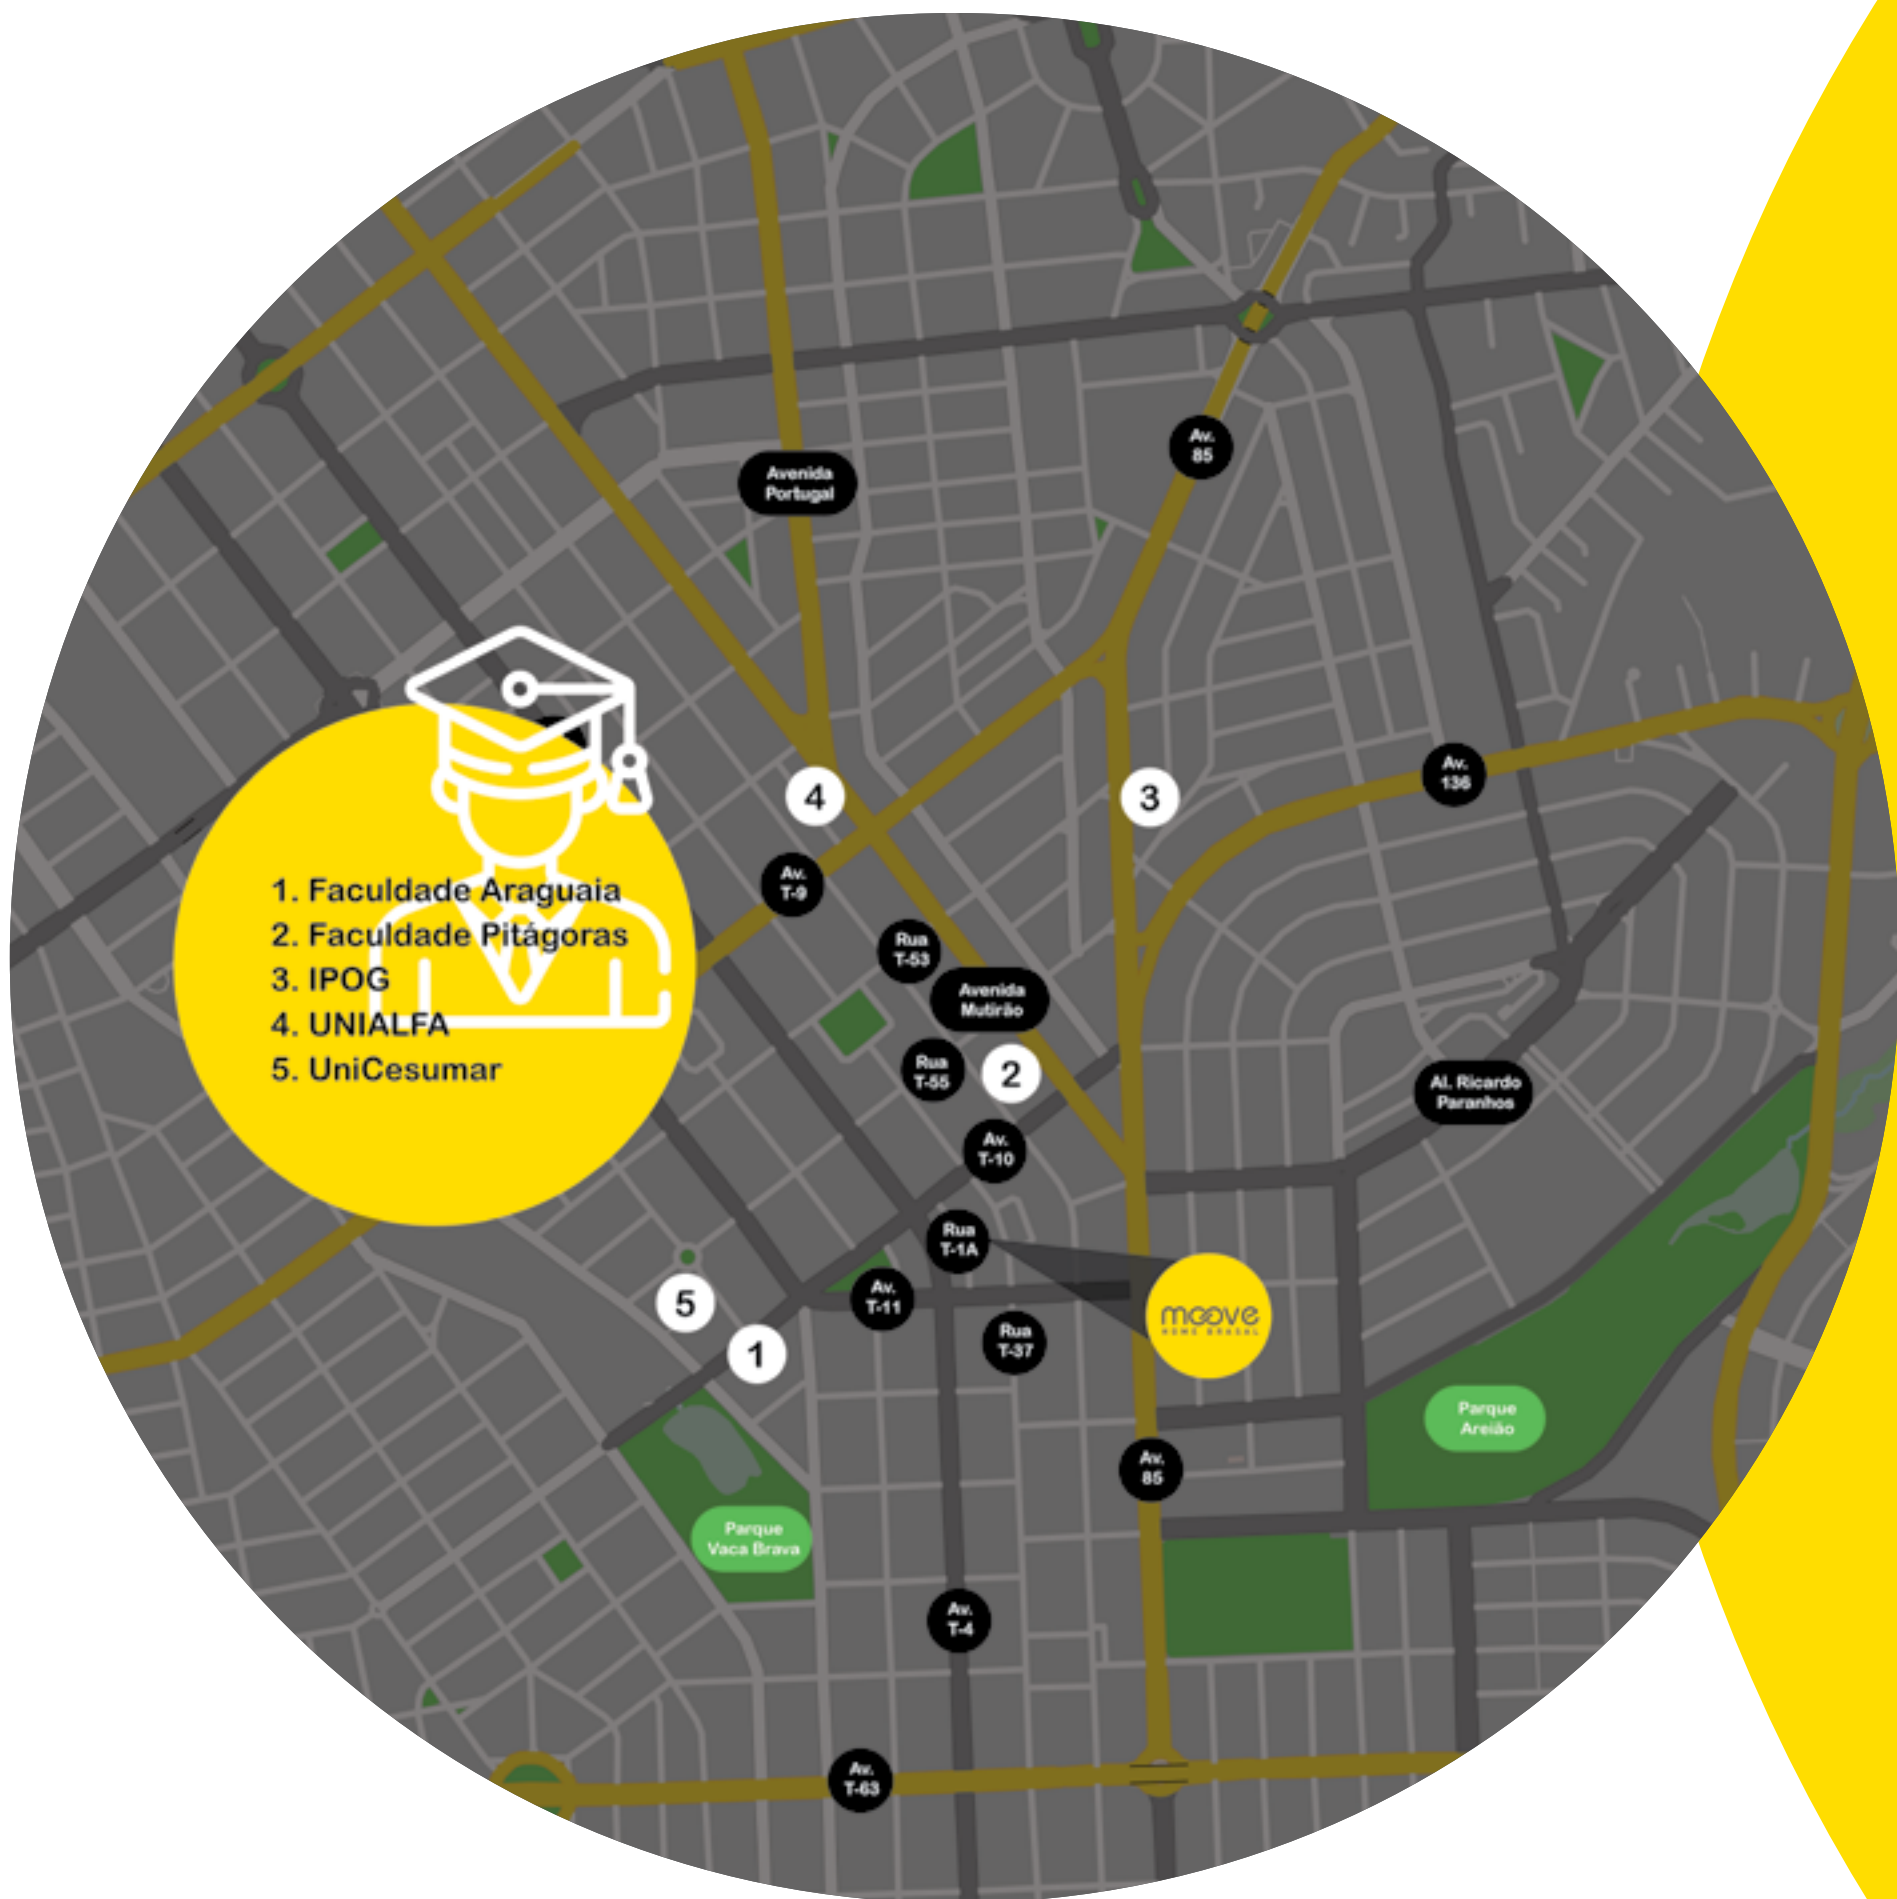 Av.
85
Avenida
Portugal
4
3
Av.
136
Av.
T-9
1. Faculdade Araguaia
2. Faculdade Pitágoras
3. IPOG
4. UNIALFA
5. UniCesumar
Rua
T-53
Avenida
Mutirão
Rua
T-55
2
Al. Ricardo
Paranhos
Av.
T-10
Rua
T-1A
5
Av.
T-11
moove
HOME BRASAL
Rua
T-37
1
Parque
Areião
Av.
85
Parque
Vaca Brava
Av.
T-4
Av.
T-63